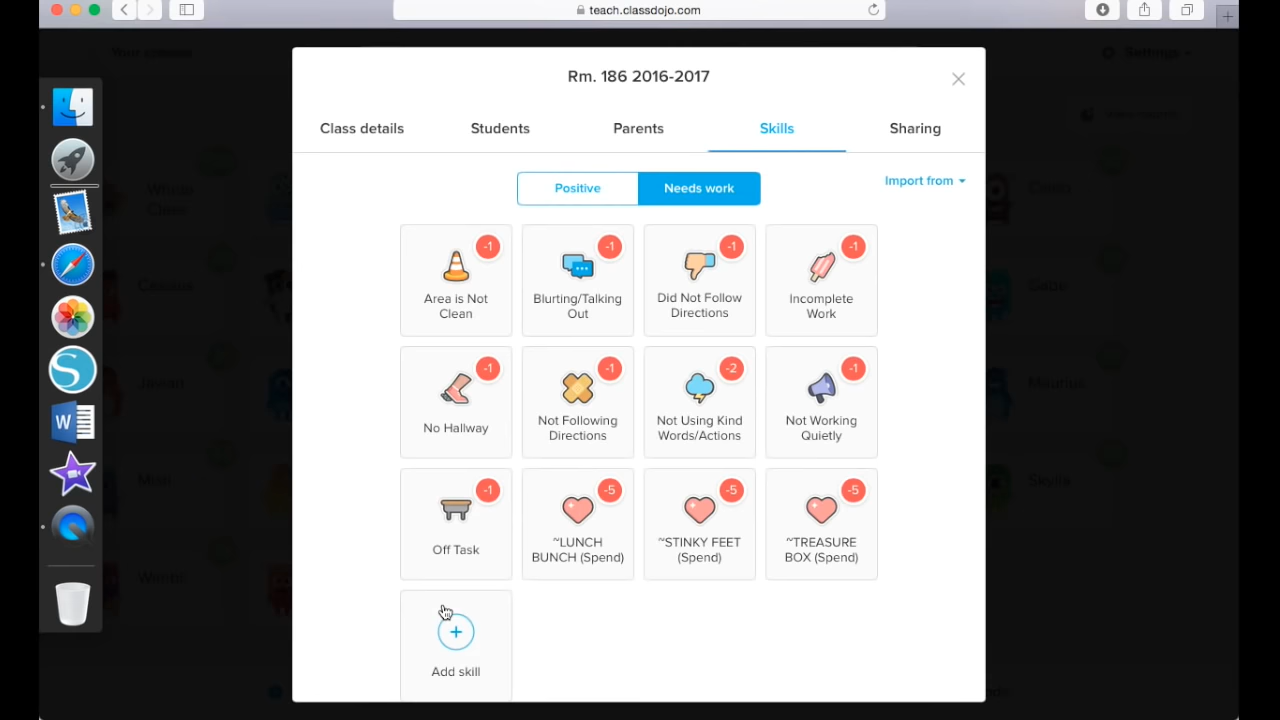 teach.classdojo.com
Settings
Rm. 186 2016-2017
Class details
Students
Parents
Skills
Sharing
Positive
Needs work
Import from
-1
Area is Not
Clean
-1
Blurting/Talking
Out
-1
Did Not Follow
Directions
-1
Incomplete
Work
-1
No Hallway
-1
Not Following
Directions
-2
Not Using Kind
Words/Actions
-1
Not Working
Quietly
-1
Off Task
-5
~LUNCH
BUNCH (Spend)
-5
~STINKY FEET
(Spend)
-5
~TREASURE
BOX (Spend)
Add skill